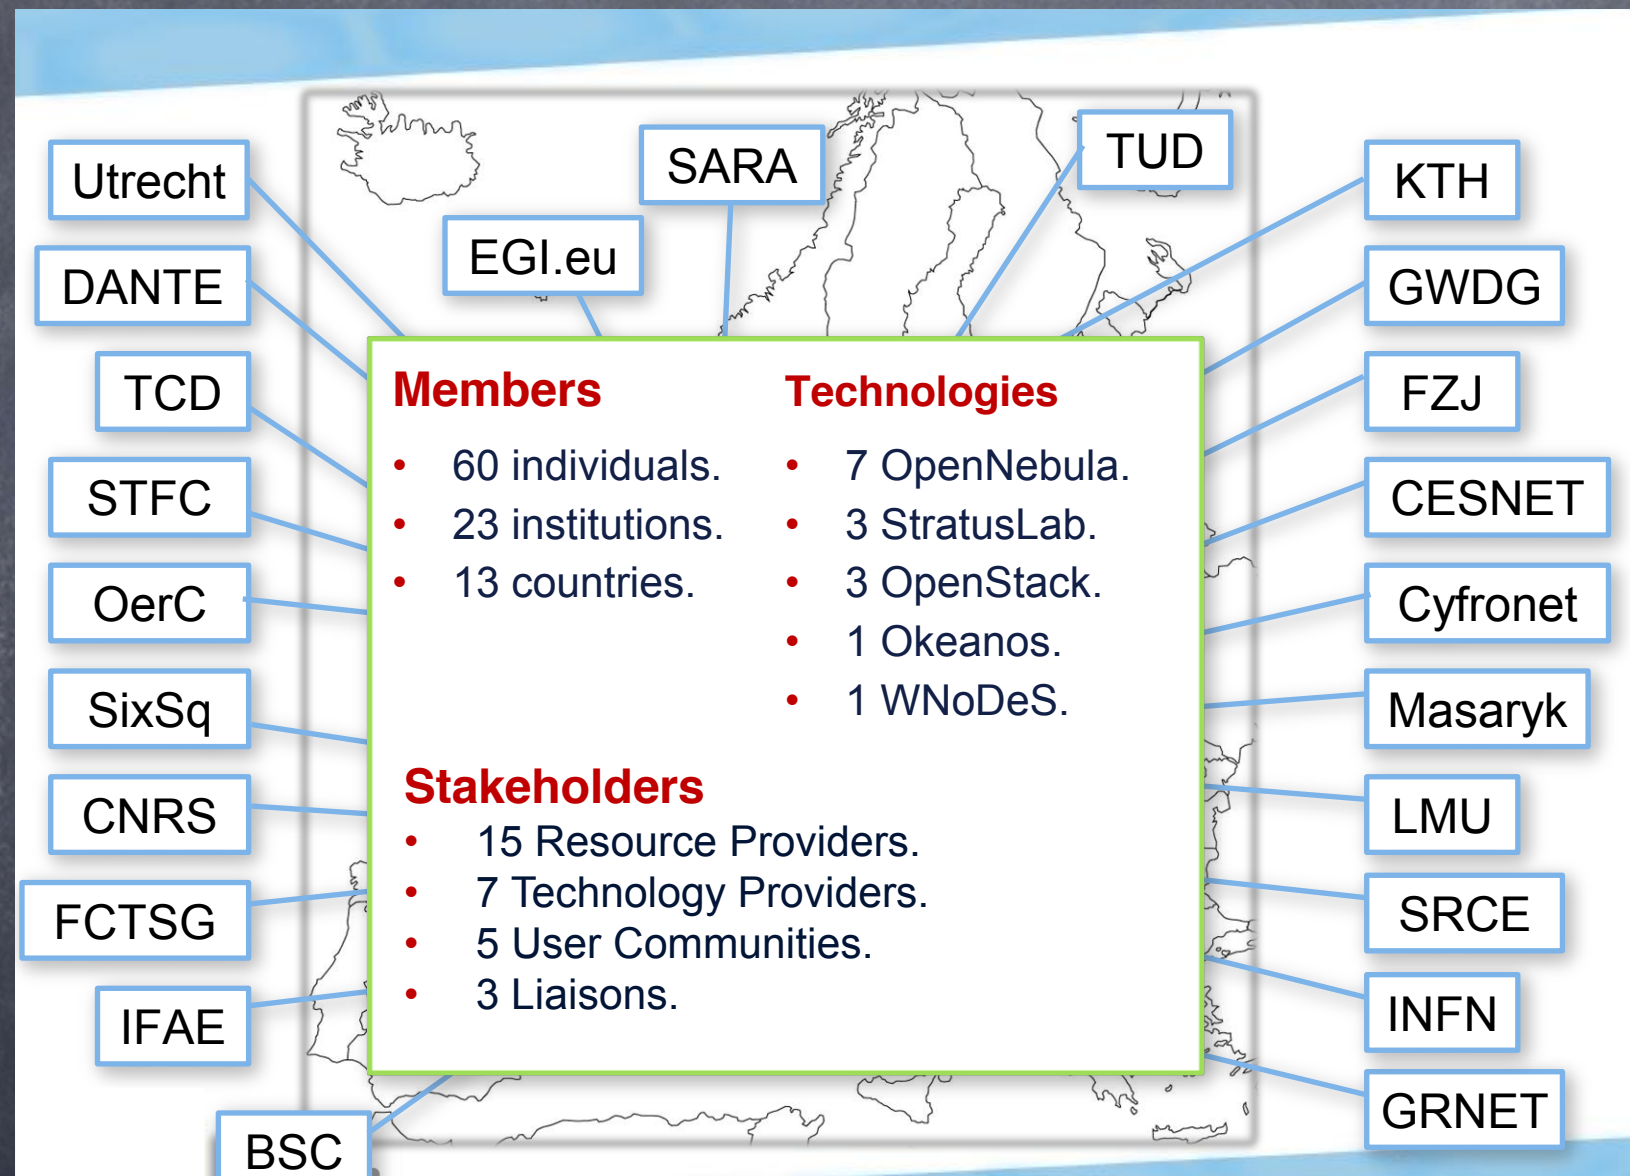 Utrecht
SARA
TUD
KTH
DANTE
EGI.eu
GWDG
TCD
FZJ
STFC
CESNET
OerC
Cyfronet
SixSq
Masaryk
CNRS
LMU
FCTSG
SRCE
IFAE
INFN
BSC
GRNET
Members
• 60 individuals.
• 23 institutions.
• 13 countries.
Technologies
• 7 OpenNebula.
• 3 StratusLab.
• 3 OpenStack.
• 1 Okeanos.
• 1 WNoDeS.
Stakeholders
• 15 Resource Providers.
• 7 Technology Providers.
• 5 User Communities.
• 3 Liaisons.